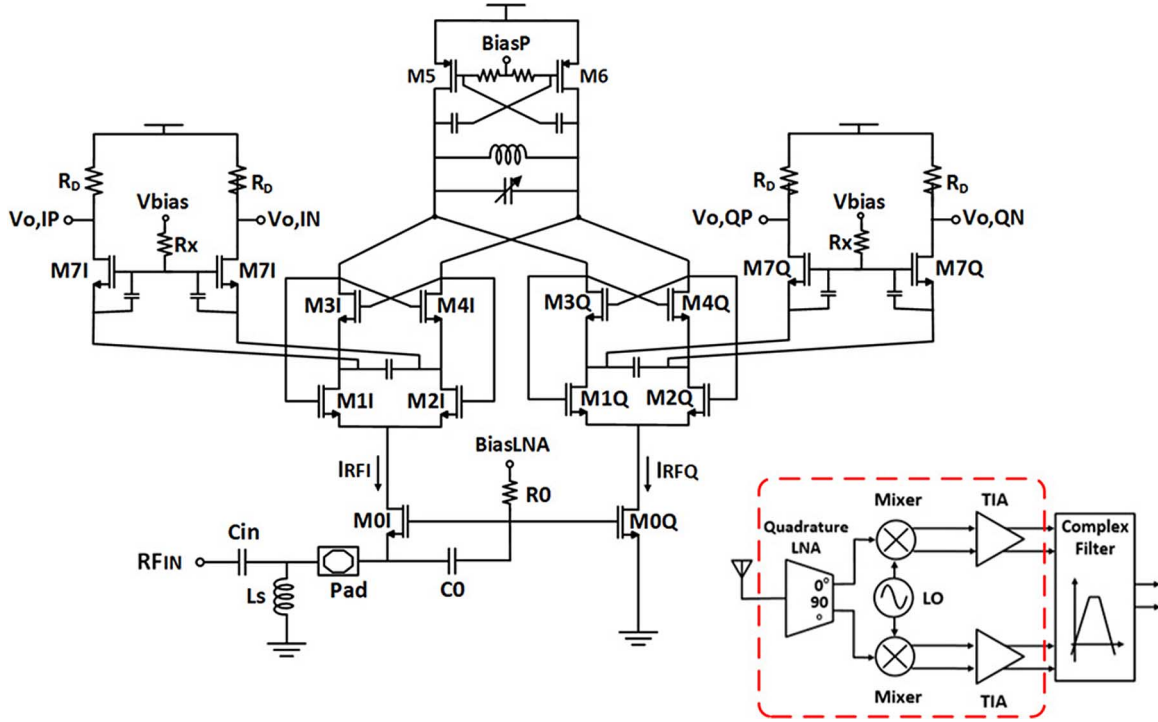 BiasP
M5
M6
RD
RD
Vbias
Vo,IP
Vo,IN
Rx
M7I
M7I
RD
RD
Vbias
Vo,QP
Vo,QN
Rx
M7Q
M7Q
M3I
M4I
M3Q
M4Q
M1I
M2I
M1Q
M2Q
BiasLNA
IRFI
IRFQ
R0
M0I
M0Q
Cin
RFIN
Ls
Pad
C0
Mixer
TIA
Quadrature
LNA
Complex
Filter
0°
90
°
LO
Mixer
TIA